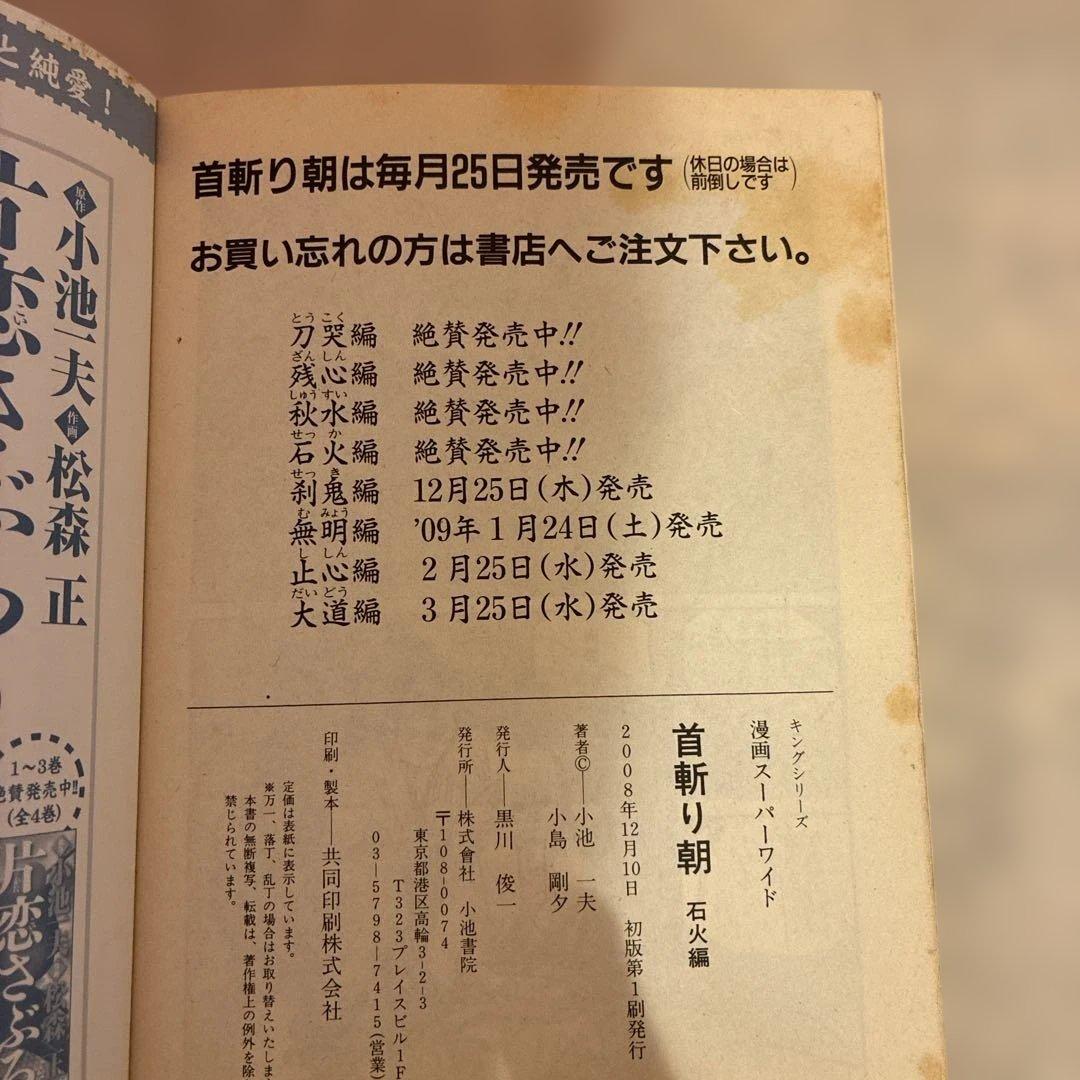 首斬り朝は毎月25日発売です(休日の場合は前倒しです)
お買い忘れの方は書店へご注文下さい。
刀哭編 絶賛発売中!!
残心編 絶賛発売中!!
秋水編 絶賛発売中!!
石火編 絶賛発売中!!
刹鬼編 12月25日(木)発売
無明編 '09年1月24日(土)発売
止心編 2月25日(水)発売
大道編 3月25日(水)発売
キングシリーズ
漫画スーパーワイド
首斬り朝 石火編
2008年12月10日 初版第1刷発行
著者©──小池 一夫
小島 剛夕
発行人──黒川 俊一
発行所──株式會社 小池書院
〒108-0074
東京都港区高輪3-2-3
T323プレイスビル1F
03-5798-7415(営業)
印刷・製本──共同印刷株式会社
定価は表紙に表示しています。
※万一、落丁、乱丁の場合はお取り替えいたしま
本書の無断複写、転載は、著作権上の例外を除
禁じられています。
と純愛!
原作 小池一夫 作画 松森 正
1〜3巻
絶賛発売中!!
(全4巻)
小池一夫・松森 正
片恋さぶろ